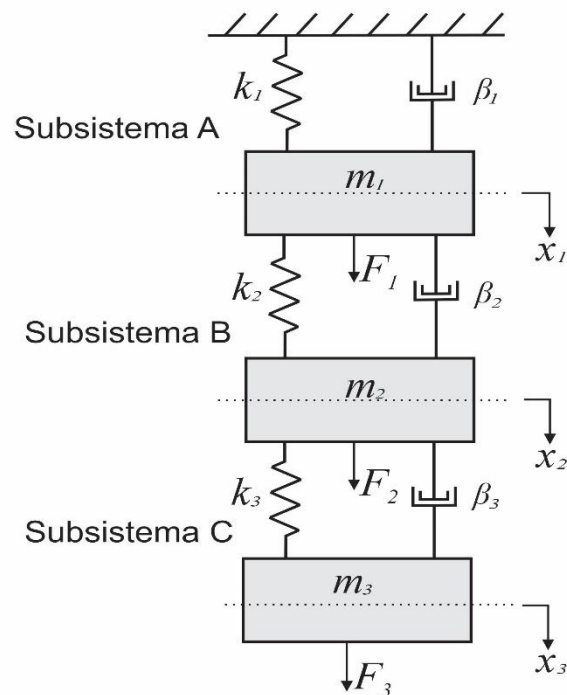 k₁
β₁
Subsistema A
m₁
x₁
F₁
k₂
β₂
Subsistema B
m₂
x₂
F₂
k₃
β₃
Subsistema C
m₃
x₃
F₃